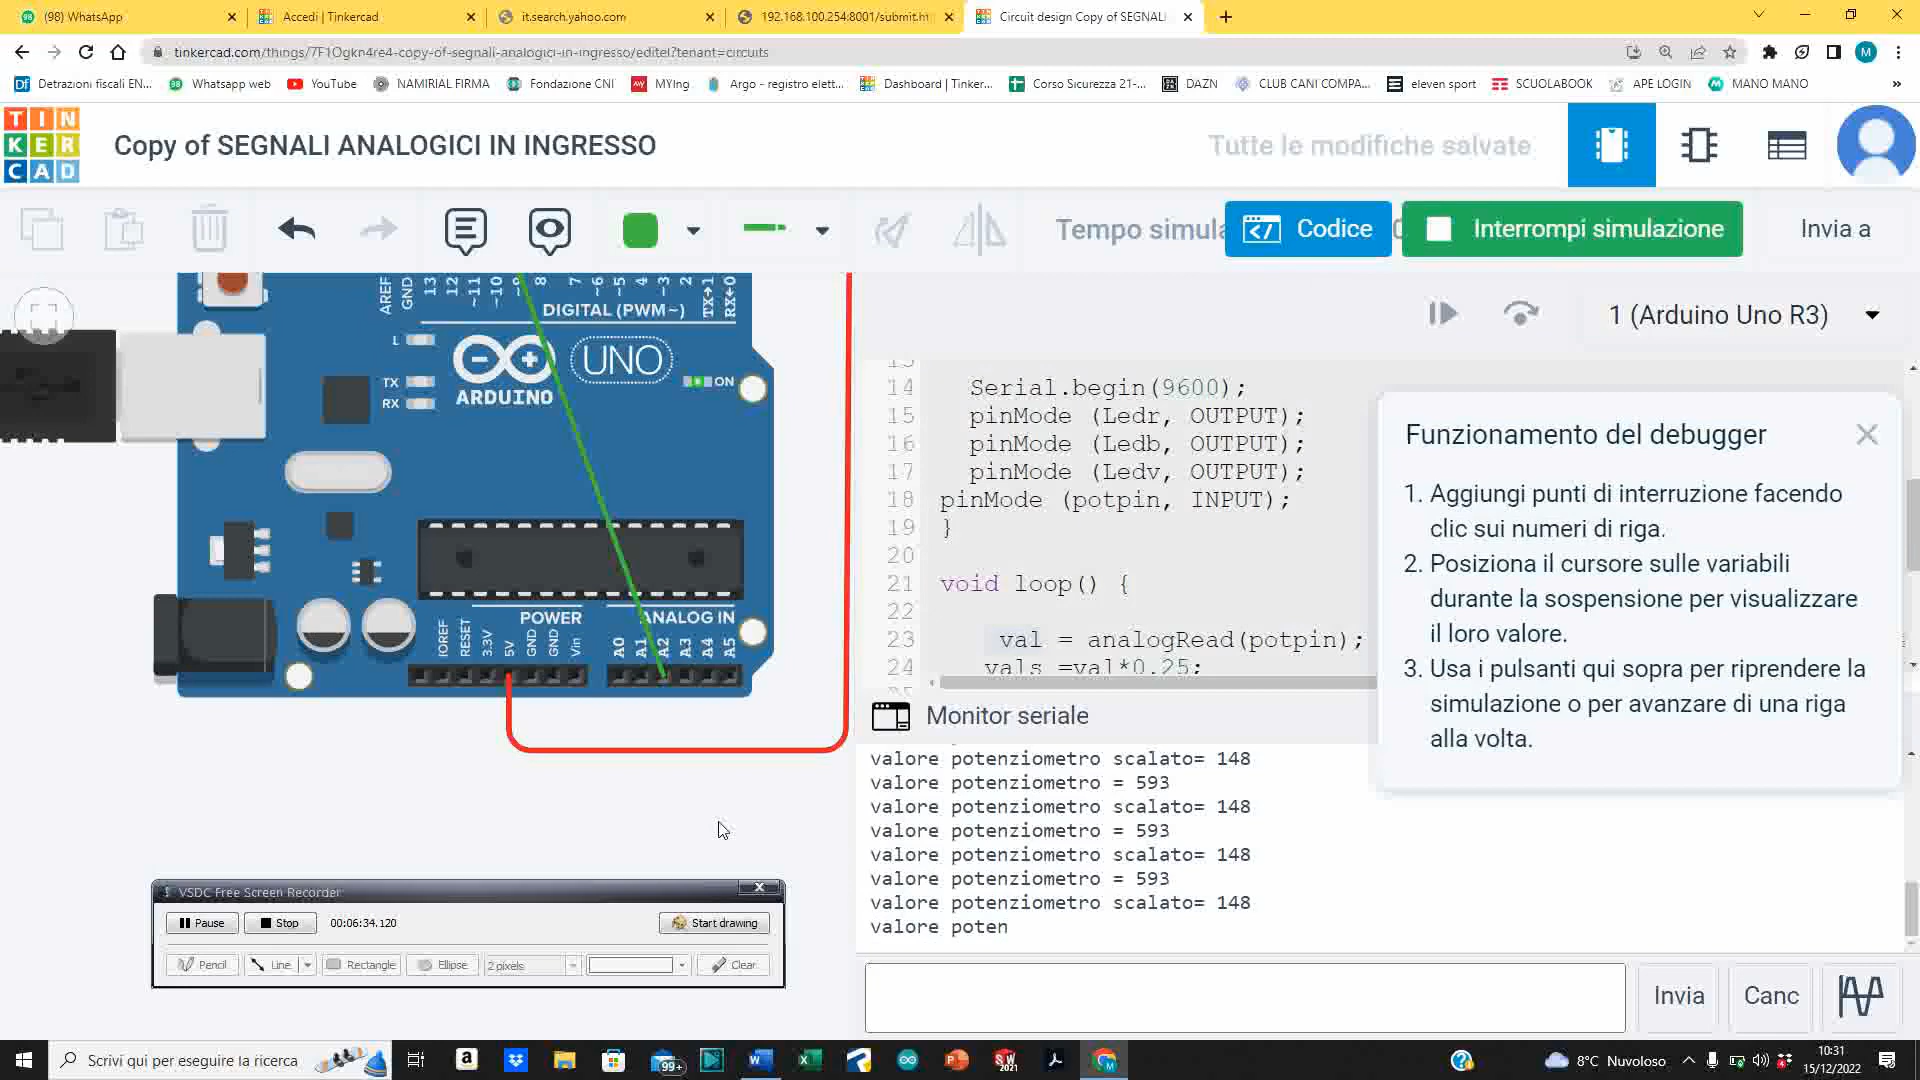 (98) WhatsApp
Accedi | Tinkercad
it.search.yahoo.com
192.168.100.254:8001/submit.ht
Circuit design Copy of SEGNALI
tinkercad.com/things/7F1Ogkn4re4-copy-of-segnali-analogici-in-ingresso/editel?tenant=circuits
M
Detrazioni fiscali EN...
Whatsapp web
YouTube
NAMIRIAL FIRMA
Fondazione CNI
MYIng
Argo - registro elett...
Dashboard | Tinker...
Corso Sicurezza 21-...
DAZN
CLUB CANI COMPA...
eleven sport
SCUOLABOOK
APE LOGIN
MANO MANO
TIN
KER
CAD
Copy of SEGNALI ANALOGICI IN INGRESSO
Tutte le modifiche salvate
Tempo simula
Codice
Interrompi simulazione
Invia a
1 (Arduino Uno R3)
AREF
GND
13
12
~11
~10
~9
8
7
~6
~5
4
~3
2
TX→1
RX←0
DIGITAL (PWM~)
L
TX
RX
ARDUINO
UNO
ON
POWER
ANALOG IN
IOREF
RESET
3.3V
5V
GND
GND
Vin
A0
A1
A2
A3
A4
A5
14 Serial.begin(9600);
15 pinMode (Ledr, OUTPUT);
16 pinMode (Ledb, OUTPUT);
17 pinMode (Ledv, OUTPUT);
18 pinMode (potpin, INPUT);
19 }
20
21 void loop() {
22
23 val = analogRead(potpin);
24 vals =val*0.25;
Funzionamento del debugger
1. Aggiungi punti di interruzione facendo
clic sui numeri di riga.
2. Posiziona il cursore sulle variabili
durante la sospensione per visualizzare
il loro valore.
3. Usa i pulsanti qui sopra per riprendere la
simulazione o per avanzare di una riga
alla volta.
Monitor seriale
valore potenziometro scalato= 148
valore potenziometro = 593
valore potenziometro scalato= 148
valore potenziometro = 593
valore potenziometro scalato= 148
valore potenziometro = 593
valore potenziometro scalato= 148
valore poten
Invia
Canc
VSDC Free Screen Recorder
Pause
Stop
00:06:34.120
Start drawing
Pencil
Line
Rectangle
Ellipse
2 pixels
Clear
Scrivi qui per eseguire la ricerca
99+
2021
8°C Nuvoloso
10:31
15/12/2022